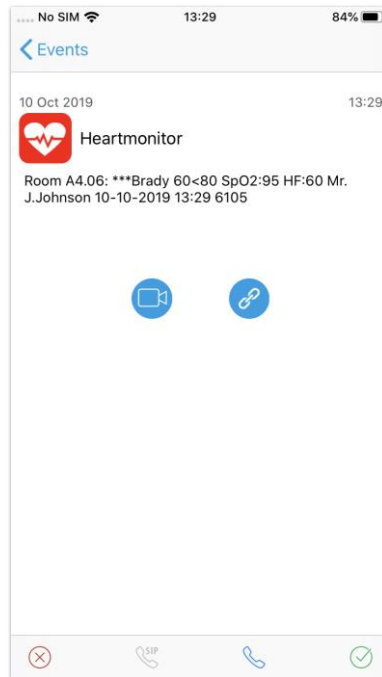 .... No SIM 13:29 84%
Events
10 Oct 2019 13:29
Heartmonitor
Room A4.06: ***Brady 60<80 SpO2:95 HF:60 Mr.
J.Johnson 10-10-2019 13:29 6105
SIP